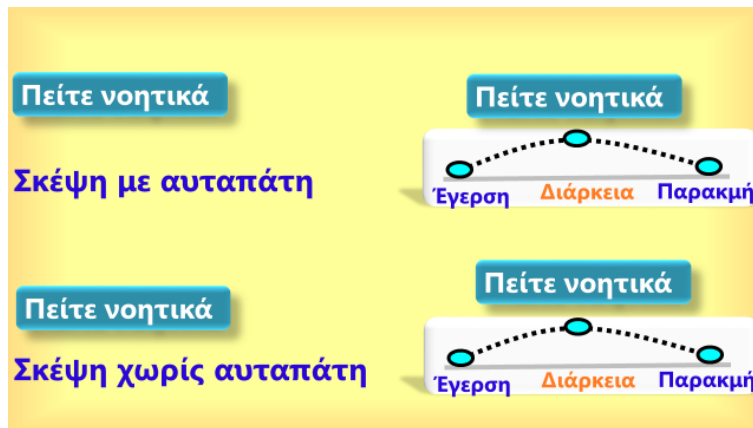 Πείτε νοητικά
Πείτε νοητικά
Σκέψη με αυταπάτη
Έγερση Διάρκεια Παρακμή
Πείτε νοητικά
Πείτε νοητικά
Σκέψη χωρίς αυταπάτη
Έγερση Διάρκεια Παρακμή